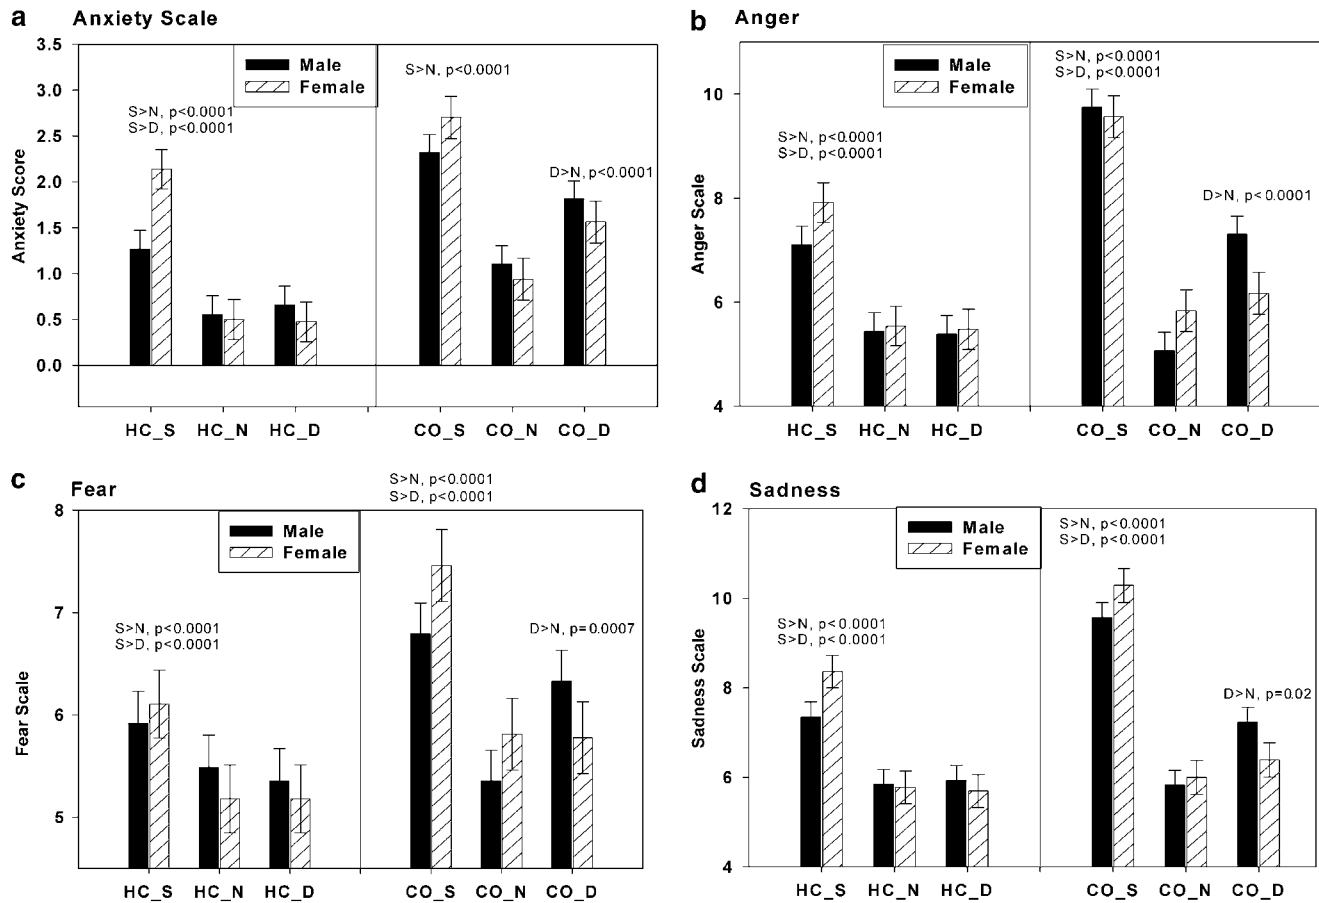 a Anxiety Scale
3.5
3.0
2.5
2.0
1.5
1.0
0.5
0.0
Anxiety Score
Male
Female
S>N, p<0.0001
S>D, p<0.0001
S>N, p<0.0001
D>N, p<0.0001
HC_S HC_N HC_D CO_S CO_N CO_D
b Anger
10
8
6
4
Anger Scale
Male
Female
S>N, p<0.0001
S>D, p<0.0001
S>N, p<0.0001
S>D, p<0.0001
D>N, p<0.0001
HC_S HC_N HC_D CO_S CO_N CO_D
c Fear
8
7
6
5
Fear Scale
Male
Female
S>N, p<0.0001
S>D, p<0.0001
S>N, p<0.0001
S>D, p<0.0001
D>N, p=0.0007
HC_S HC_N HC_D CO_S CO_N CO_D
d Sadness
12
10
8
6
4
Sadness Scale
Male
Female
S>N, p<0.0001
S>D, p<0.0001
S>N, p<0.0001
S>D, p<0.0001
D>N, p=0.02
HC_S HC_N HC_D CO_S CO_N CO_D